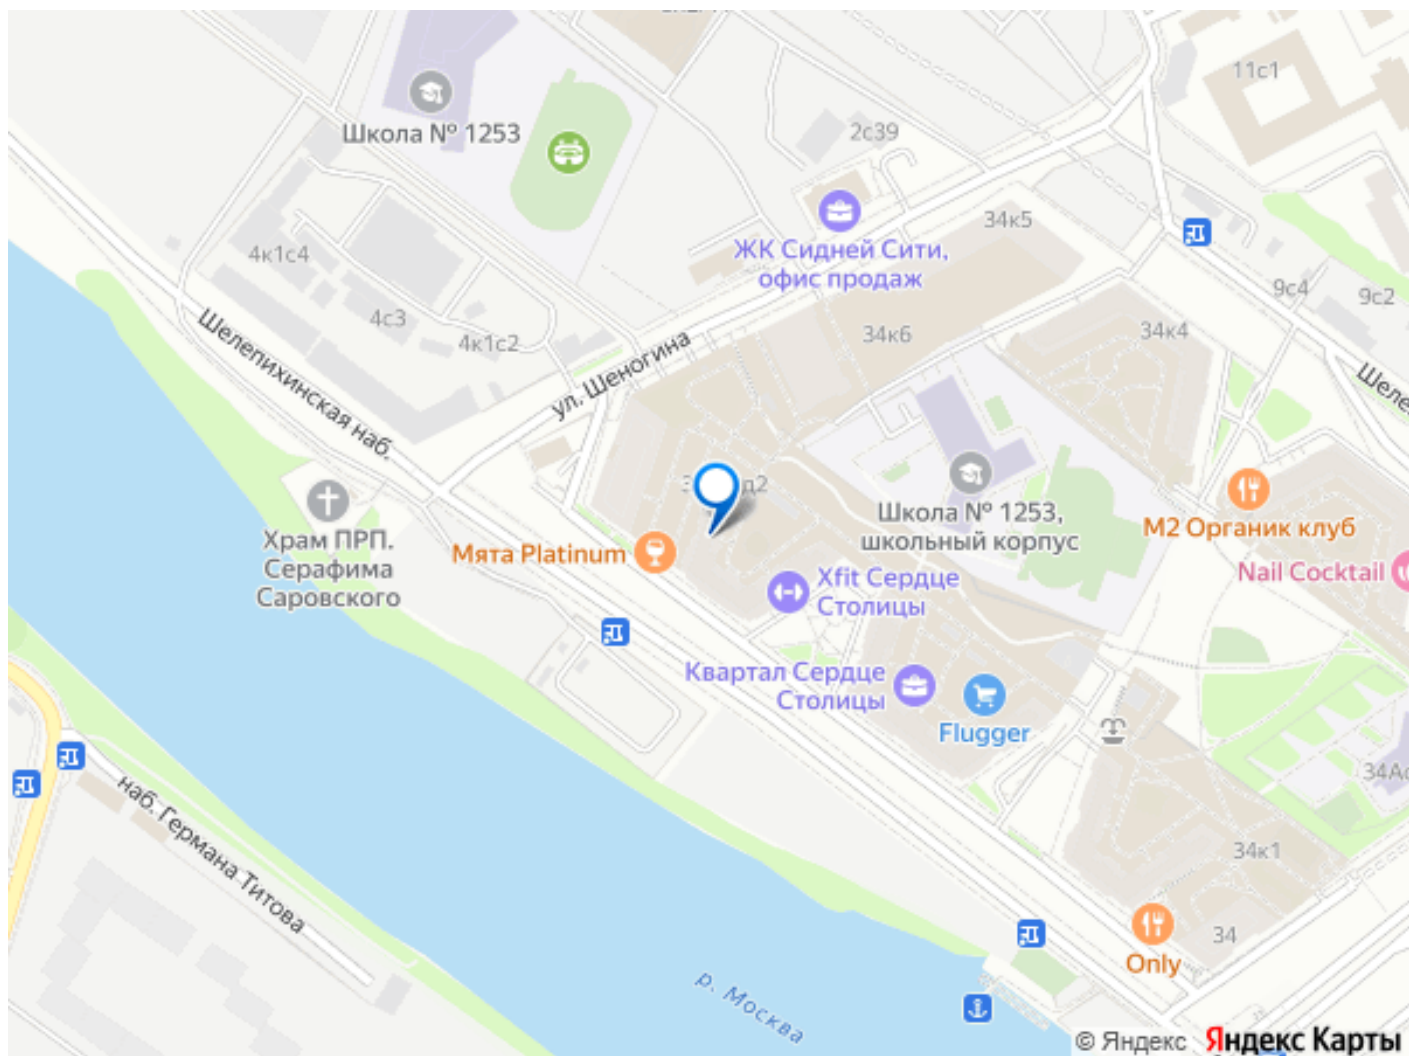 11с1
Школа № 1253
2с39
34к5
ЖК Сидней Сити,
офис продаж
4к1с4
4с3
4к1с2
Шелепихинская наб.
ул. Шеногина
34к6
34к4
9с4
9с2
Храм ПРП.
Серафима
Саровского
Мята Platinum
Школа № 1253,
школьный корпус
М2 Органик клуб
Nail Cocktail
Xfit Сердце
Столицы
Квартал Сердце
Столицы
Flugger
наб. Германа Титова
34к1
34
Only
р. Москва
© Яндекс Яндекс Карты